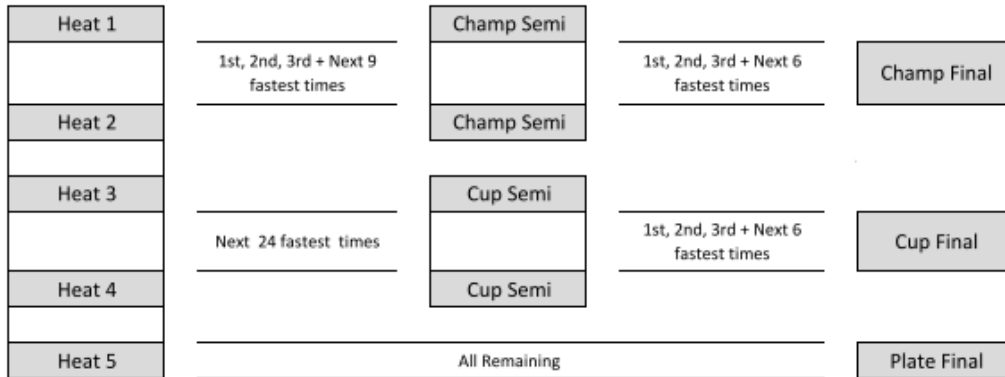 Heat 1
Champ Semi
1st, 2nd, 3rd + Next 9
fastest times
1st, 2nd, 3rd + Next 6
fastest times
Champ Final
Heat 2
Champ Semi
Heat 3
Cup Semi
Next 24 fastest times
1st, 2nd, 3rd + Next 6
fastest times
Cup Final
Heat 4
Cup Semi
Heat 5
All Remaining
Plate Final